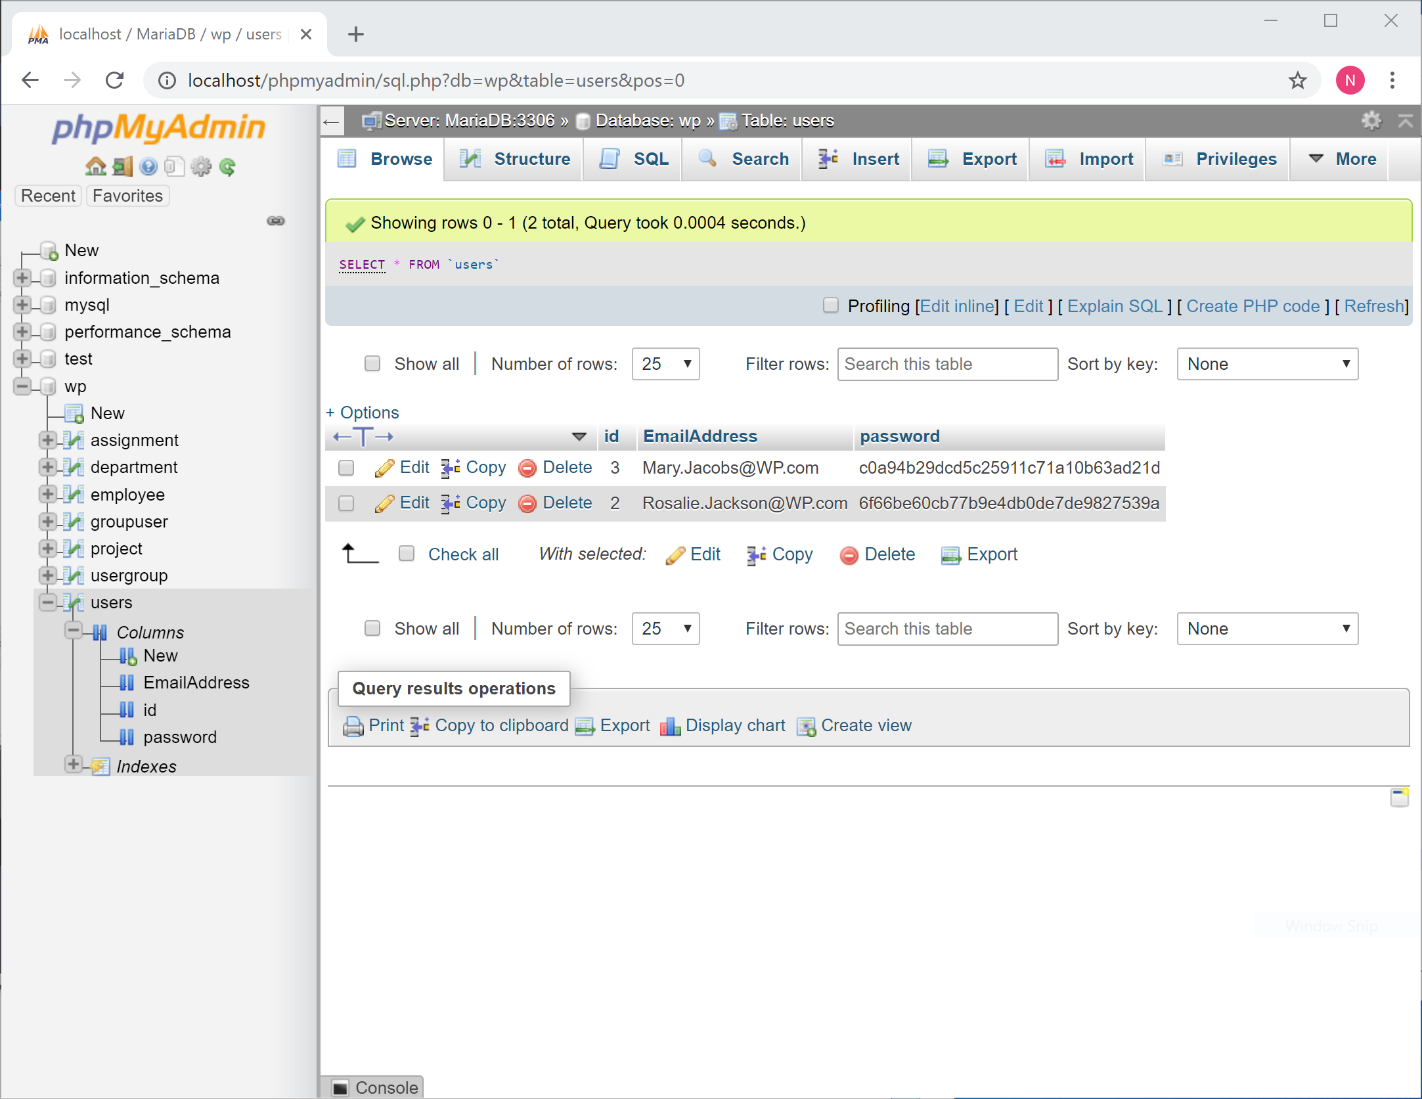 localhost / MariaDB / wp / users
localhost/phpmyadmin/sql.php?db=wp&table=users&pos=0
N
phpMyAdmin
Recent Favorites
New
information_schema
mysql
performance_schema
test
wp
New
assignment
department
employee
groupuser
project
usergroup
users
Columns
New
EmailAddress
id
password
Indexes
Server: MariaDB:3306 » Database: wp » Table: users
Browse Structure SQL Search Insert Export Import Privileges More
Showing rows 0 - 1 (2 total, Query took 0.0004 seconds.)
SELECT * FROM `users`
Profiling [Edit inline] [ Edit ] [ Explain SQL ] [ Create PHP code ] [ Refresh]
Show all | Number of rows: 25 Filter rows: Search this table Sort by key: None
+ Options
←T→ id EmailAddress password
Edit Copy Delete 3 Mary.Jacobs@WP.com c0a94b29dcd5c25911c71a10b63ad21d
Edit Copy Delete 2 Rosalie.Jackson@WP.com 6f66be60cb77b9e4db0de7de9827539a
Check all With selected: Edit Copy Delete Export
Show all | Number of rows: 25 Filter rows: Search this table Sort by key: None
Query results operations
Print Copy to clipboard Export Display chart Create view
Window Snip
Console